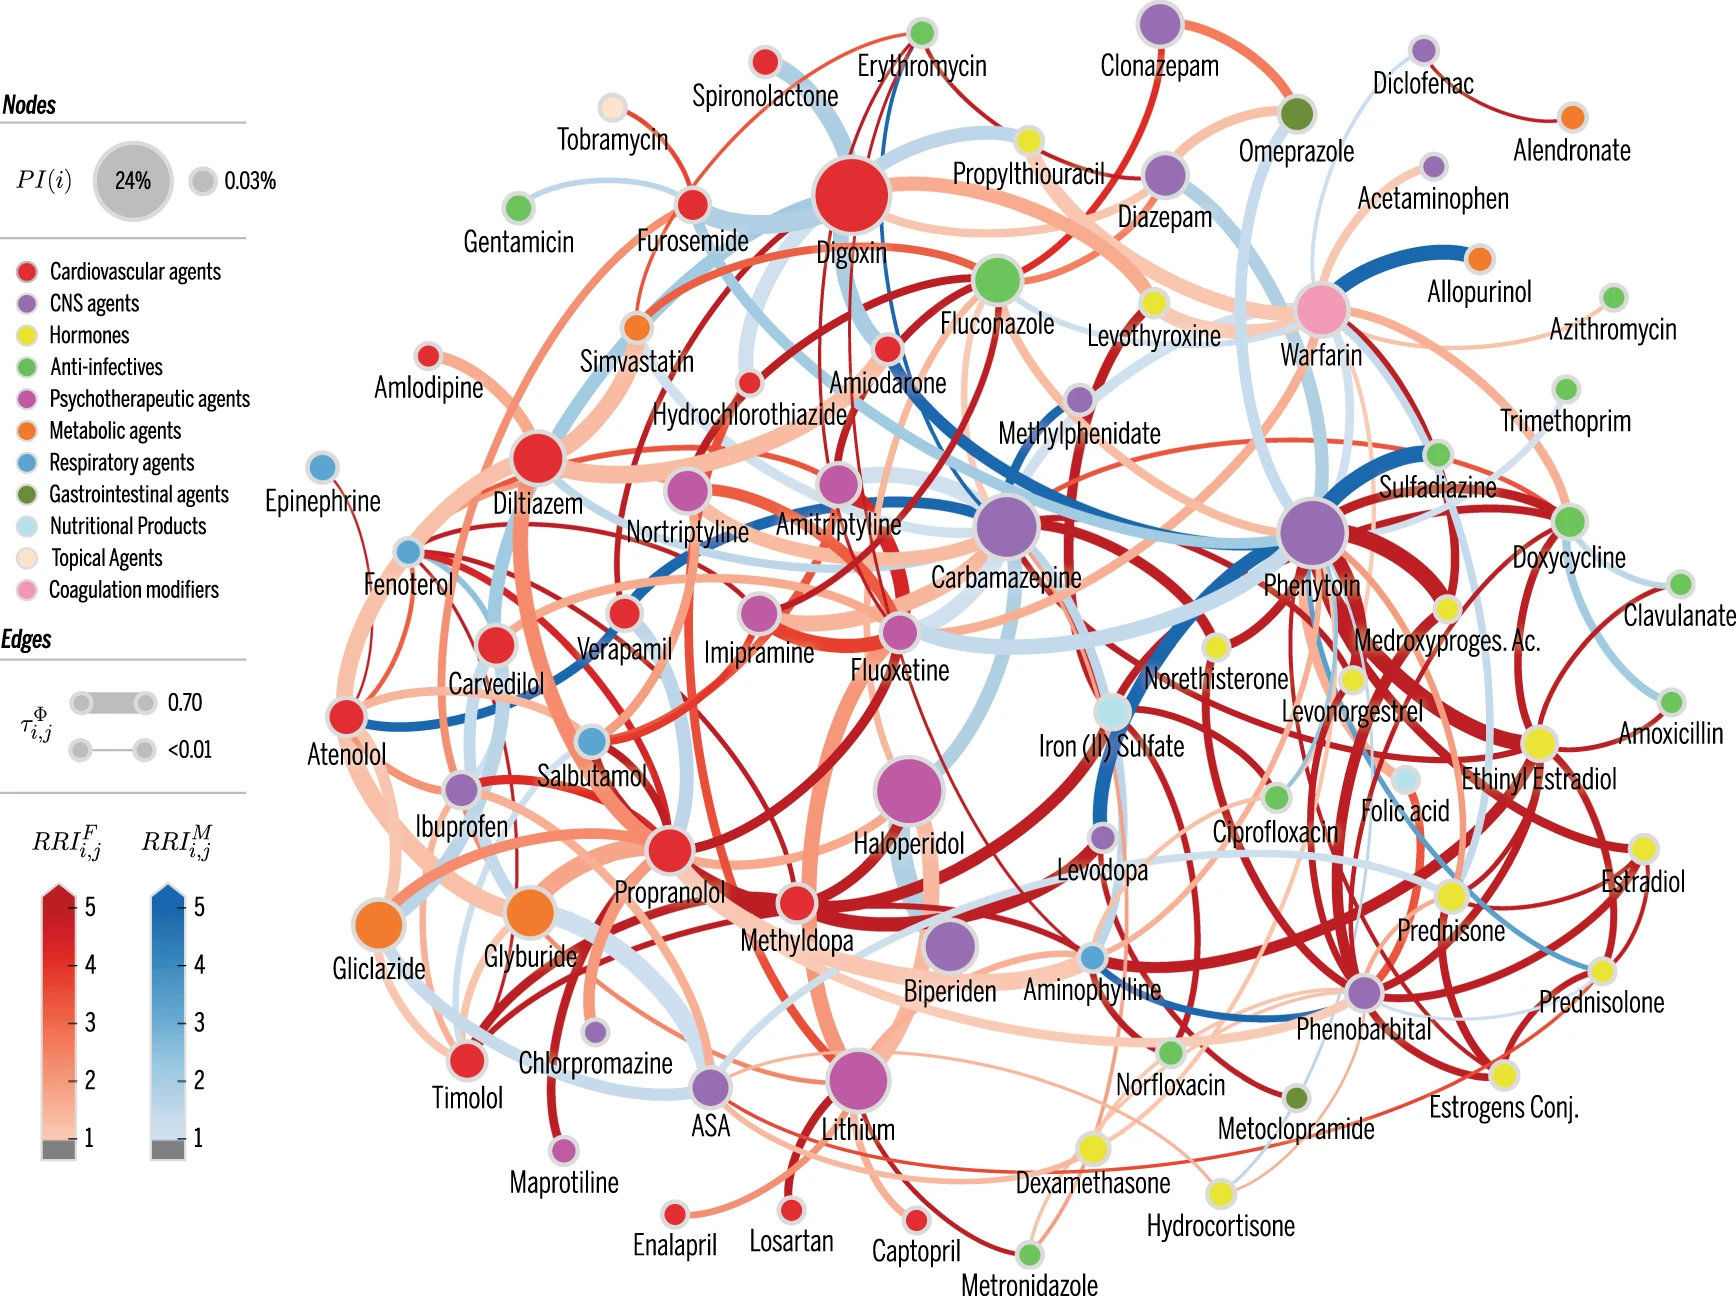 Nodes
PI(i)
24%
0.03%
Cardiovascular agents
CNS agents
Hormones
Anti-infectives
Psychotherapeutic agents
Metabolic agents
Respiratory agents
Gastrointestinal agents
Nutritional Products
Topical Agents
Coagulation modifiers
Edges
τ^Φ_{i,j}
0.70
<0.01
RRI^F_{i,j} RRI^M_{i,j}
5 5
4 4
3 3
2 2
1 1
Erythromycin
Clonazepam
Diclofenac
Spironolactone
Tobramycin
Omeprazole
Alendronate
Propylthiouracil
Acetaminophen
Diazepam
Gentamicin
Furosemide
Digoxin
Allopurinol
Fluconazole
Levothyroxine
Azithromycin
Simvastatin
Warfarin
Amlodipine
Amiodarone
Hydrochlorothiazide
Methylphenidate
Trimethoprim
Epinephrine
Diltiazem
Sulfadiazine
Nortriptyline
Amitriptyline
Doxycycline
Fenoterol
Carbamazepine
Phenytoin
Clavulanate
Verapamil
Imipramine
Medroxyproges. Ac.
Carvedilol
Fluoxetine
Norethisterone
Levonorgestrel
Amoxicillin
Atenolol
Iron (II) Sulfate
Salbutamol
Ethinyl Estradiol
Ibuprofen
Folic acid
Ciprofloxacin
Haloperidol
Levodopa
Estradiol
Propranolol
Prednisone
Methyldopa
Glyburide
Gliclazide
Biperiden
Aminophylline
Prednisolone
Phenobarbital
Chlorpromazine
Norfloxacin
Timolol
Estrogens Conj.
ASA
Lithium
Metoclopramide
Maprotiline
Dexamethasone
Hydrocortisone
Enalapril
Losartan
Captopril
Metronidazole